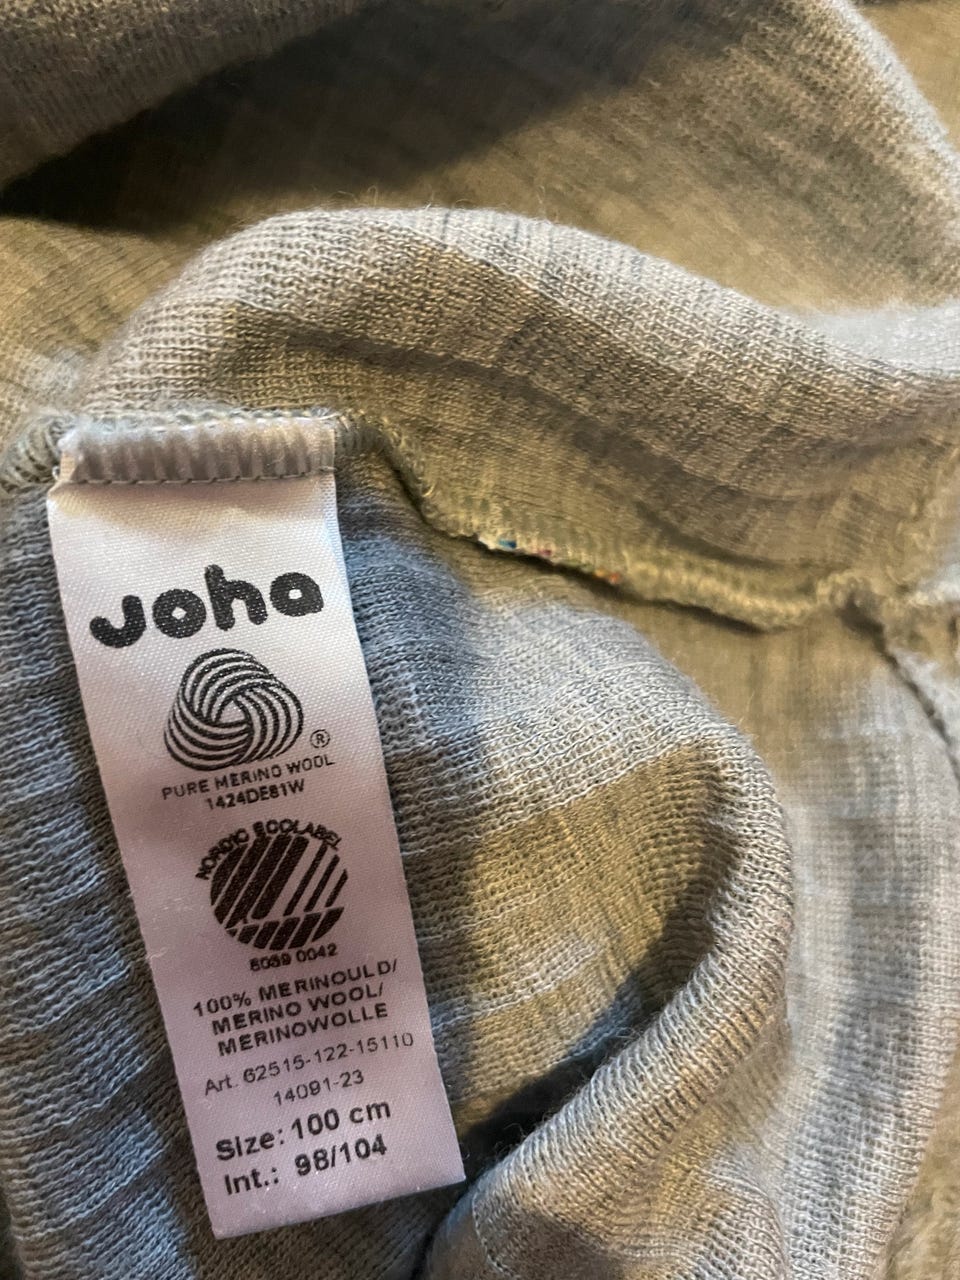 Joha
®
PURE MERINO WOOL
1424DE81W
NORDIC ECOLABEL
5039 0042
100% MERINOULD/
MERINO WOOL/
MERINOWOLLE
Art. 62515-122-15110
14091-23
Size: 100 cm
Int.: 98/104